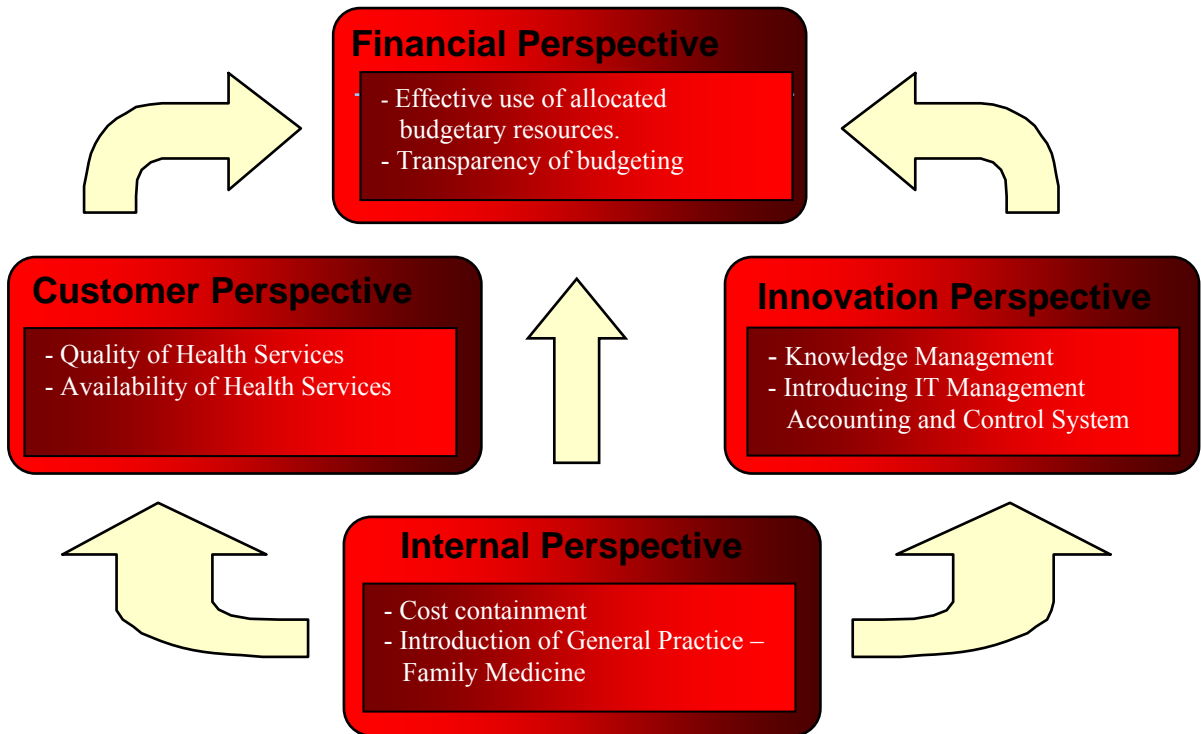 Financial Perspective
- Effective use of allocated
budgetary resources.
- Transparency of budgeting
Customer Perspective
- Quality of Health Services
- Availability of Health Services
Innovation Perspective
- Knowledge Management
- Introducing IT Management
Accounting and Control System
Internal Perspective
- Cost containment
- Introduction of General Practice –
Family Medicine